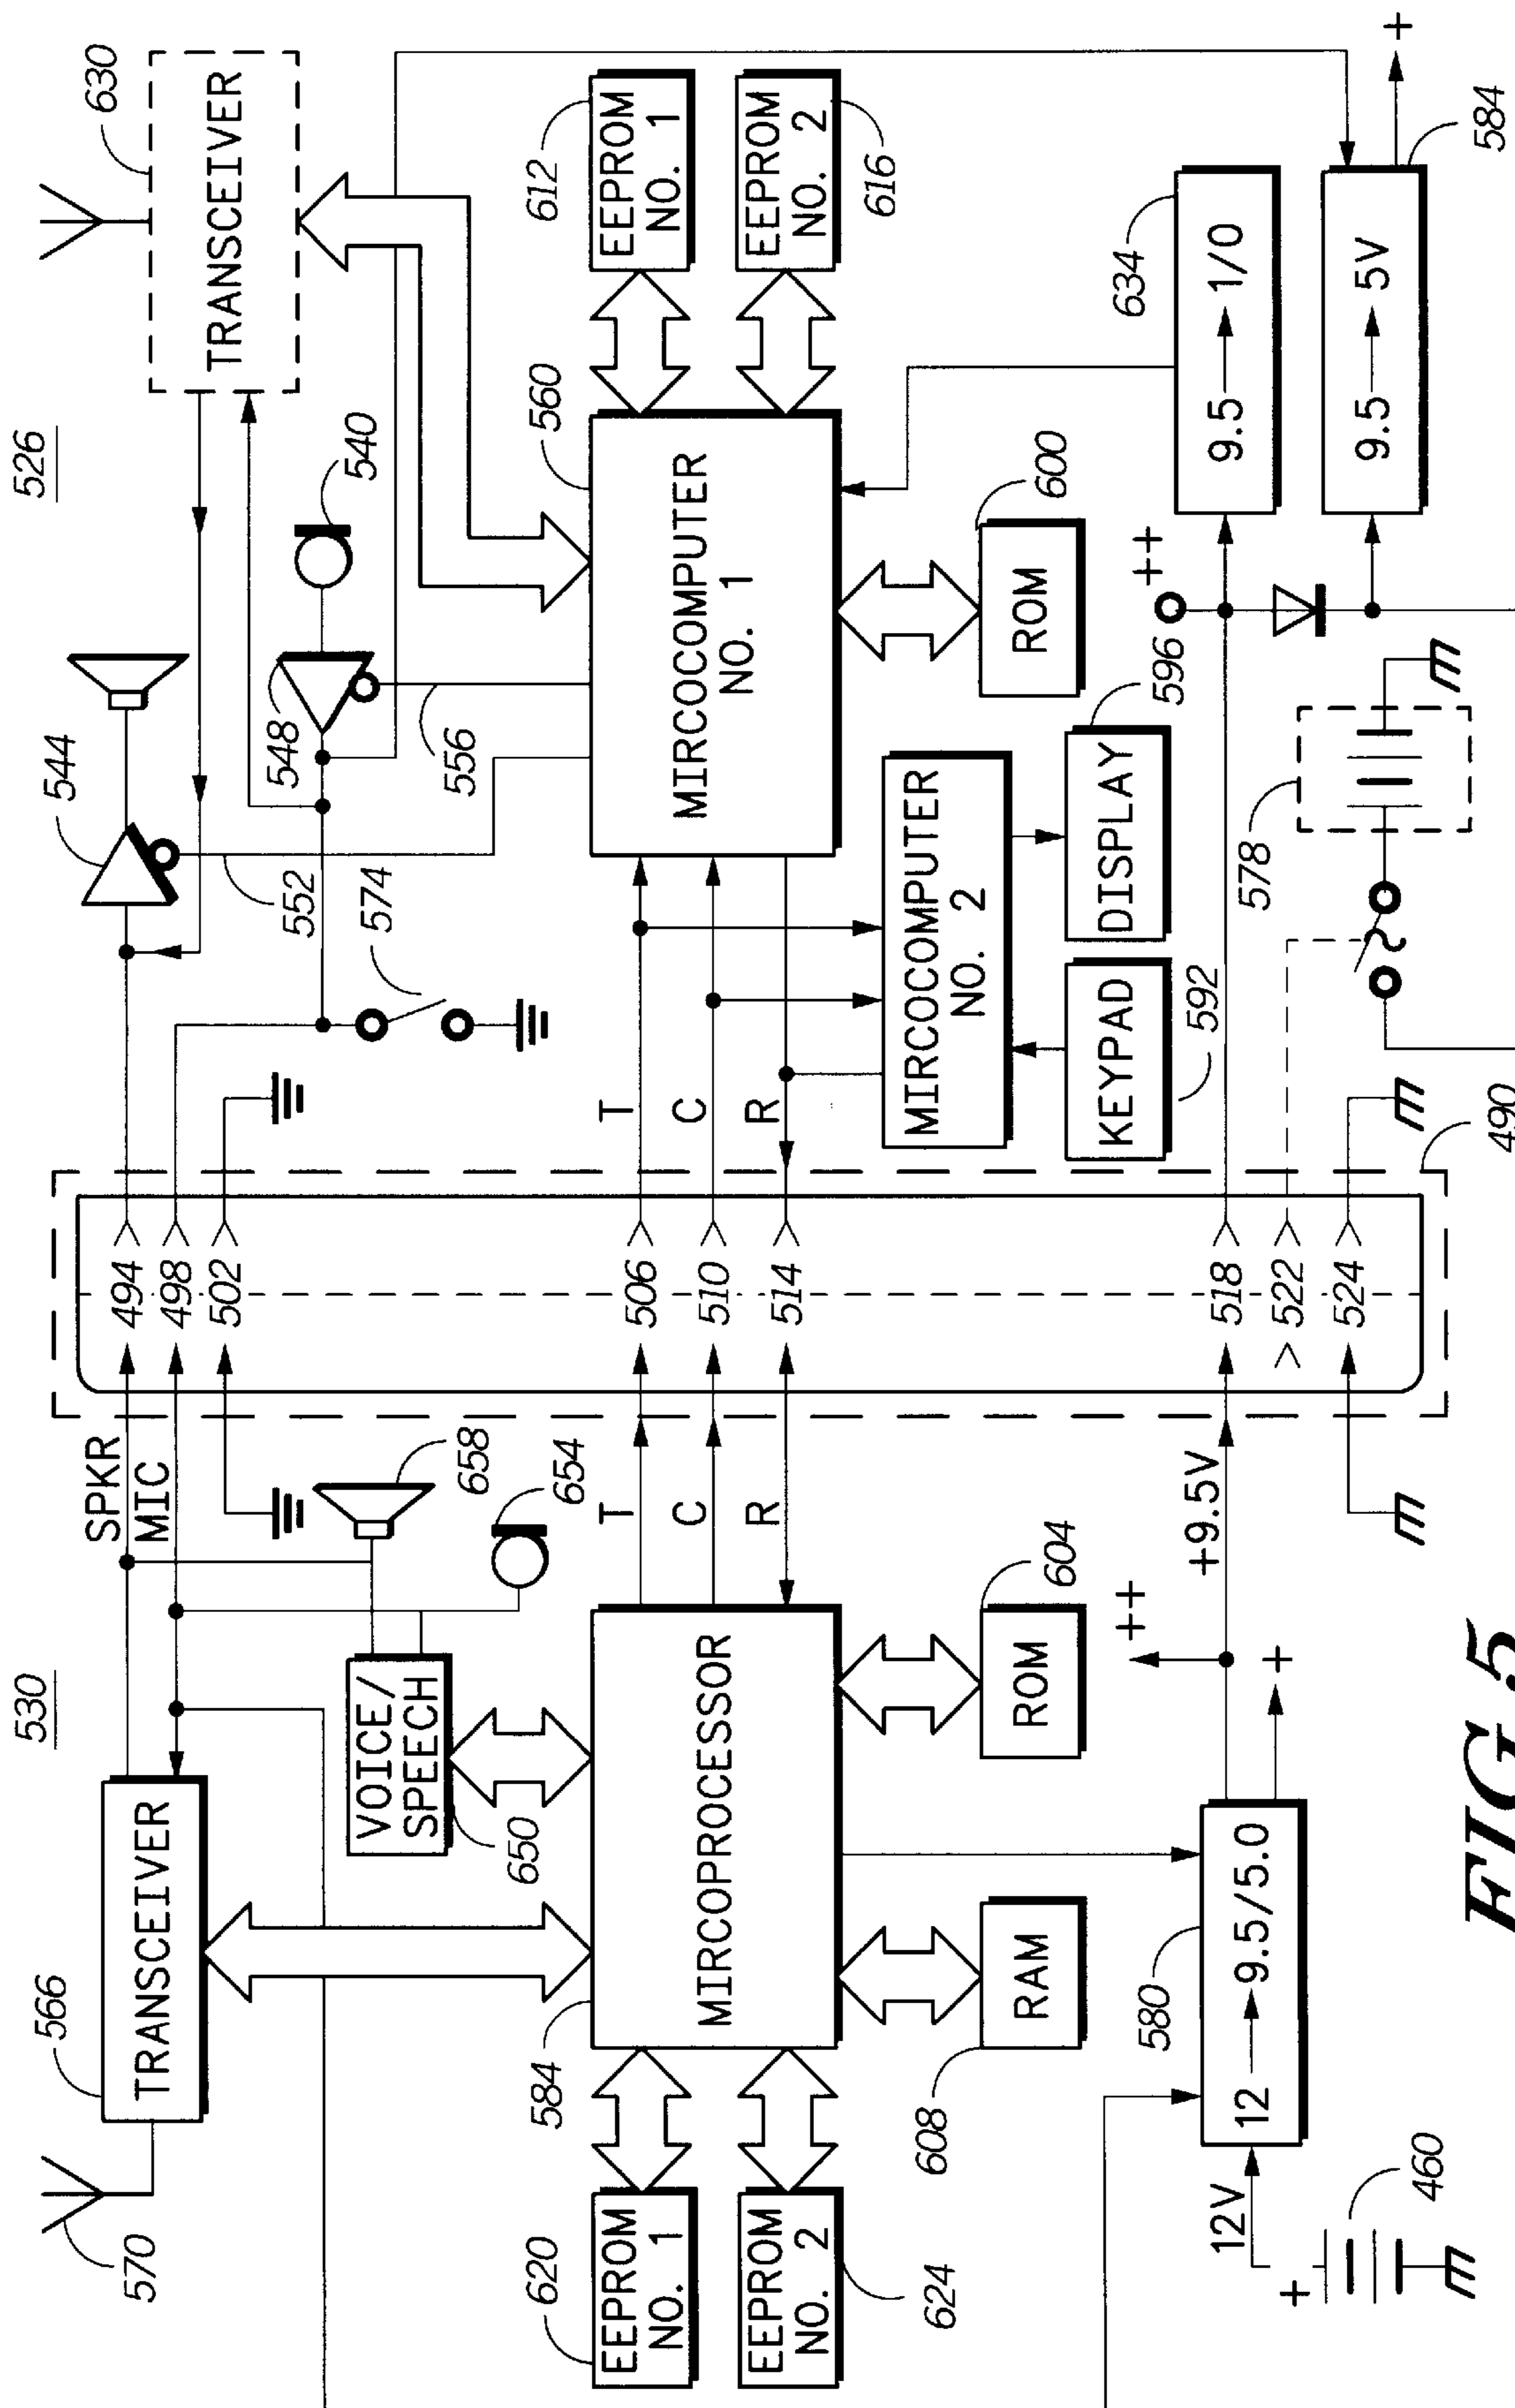 530
526
570
566
TRANSCEIVER
SPKR
MIC
494
498
502
544
552
574
548
556
540
TRANSCEIVER
630
VOICE/
SPEECH
650
658
654
620
EEPROM
NO. 1
EEPROM
NO. 2
624
584
MIRCOPROCESSOR
T
C
R
506
510
514
T
C
R
MIRCOCOMPUTER
NO. 1
560
612
EEPROM
NO. 1
EEPROM
NO. 2
616
608
RAM
ROM
604
MIRCOCOMPUTER
NO. 2
KEYPAD
592
DISPLAY
596
ROM
600
460
+
12V
580
12 9.5/5.0
+
++
+9.5V
518
522
524
490
578
596
++
634
9.5 1/0
9.5 5V
584
+
FIG.5